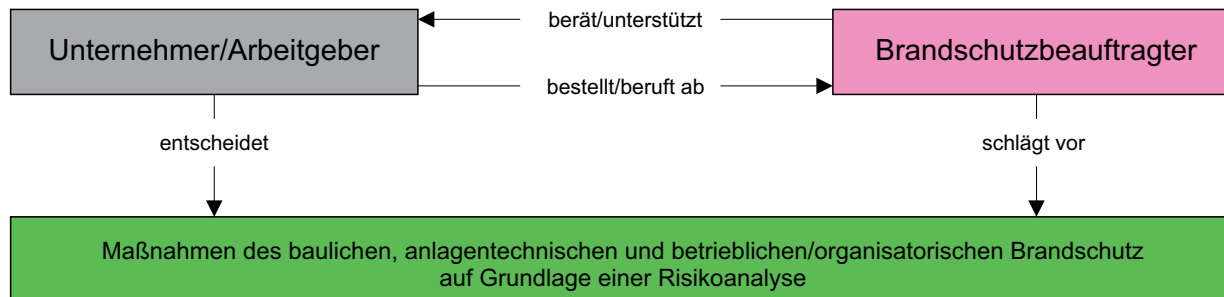 berät/unterstützt
Unternehmer/Arbeitgeber
Brandschutzbeauftragter
bestellt/beruft ab
entscheidet
schlägt vor
Maßnahmen des baulichen, anlagentechnischen und betrieblichen/organisatorischen Brandschutz
auf Grundlage einer Risikoanalyse